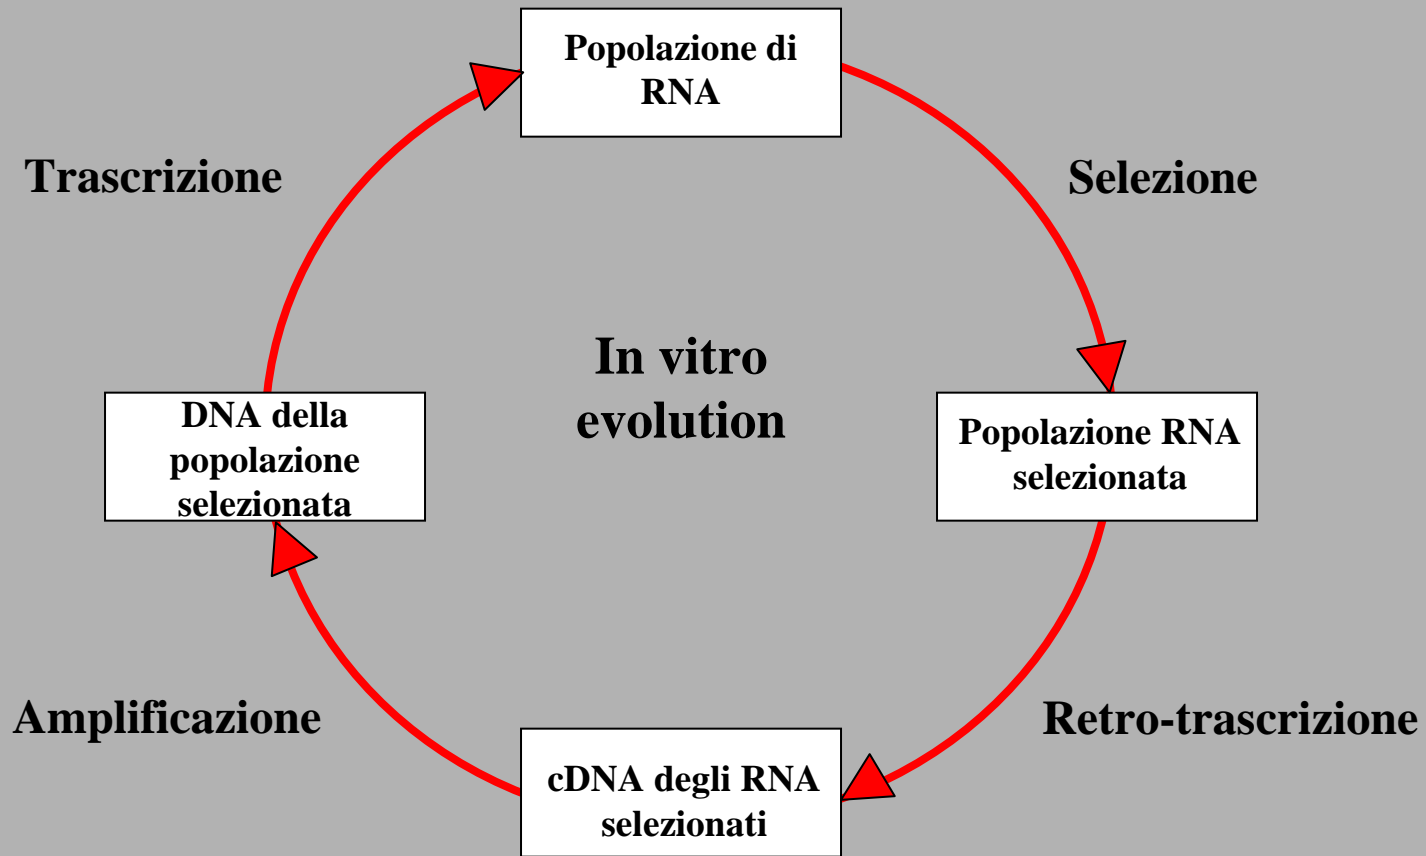 Popolazione di
RNA
Trascrizione
Selezione
In vitro
evolution
DNA della
popolazione
selezionata
Popolazione RNA
selezionata
Amplificazione
Retro-trascrizione
cDNA degli RNA
selezionati